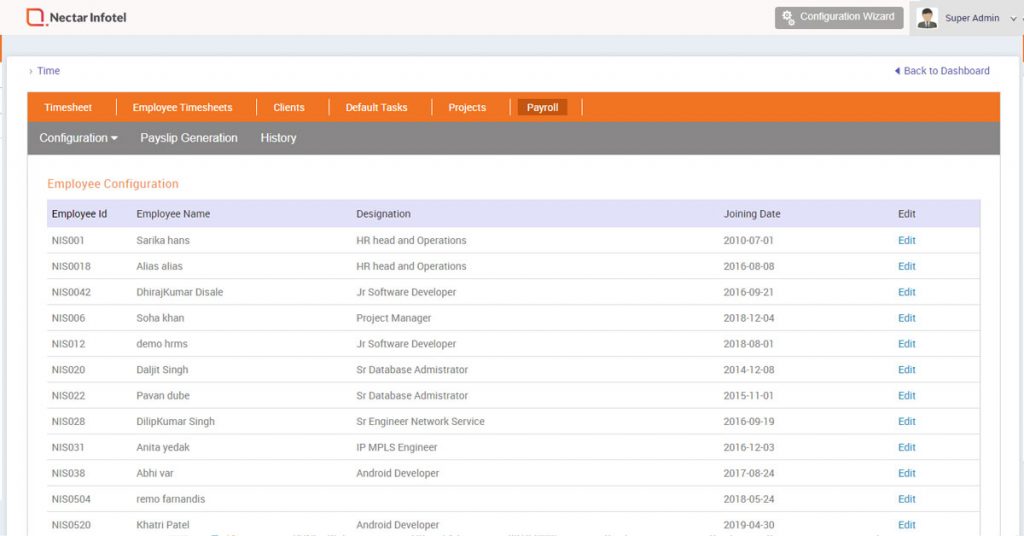 Nectar Infotel
Configuration Wizard
Super Admin
Time
Back to Dashboard
Timesheet Employee Timesheets Clients Default Tasks Projects Payroll
Configuration Payslip Generation History
Employee Configuration
Employee Id Employee Name Designation Joining Date Edit
NIS001 Sarika hans HR head and Operations 2010-07-01 Edit
NIS0018 Alias alias HR head and Operations 2016-08-08 Edit
NIS0042 DhirajKumar Disale Jr Software Developer 2016-09-21 Edit
NIS006 Soha khan Project Manager 2018-12-04 Edit
NIS012 demo hrms Jr Software Developer 2018-08-01 Edit
NIS020 Daljit Singh Sr Database Admistrator 2014-12-08 Edit
NIS022 Pavan dube Sr Database Admistrator 2015-11-01 Edit
NIS028 DilipKumar Singh Sr Engineer Network Service 2016-09-19 Edit
NIS031 Anita yedak IP MPLS Engineer 2016-12-03 Edit
NIS038 Abhi var Android Developer 2017-08-24 Edit
NIS0504 remo farnandis 2018-05-24 Edit
NIS0520 Khatri Patel Android Developer 2019-04-30 Edit